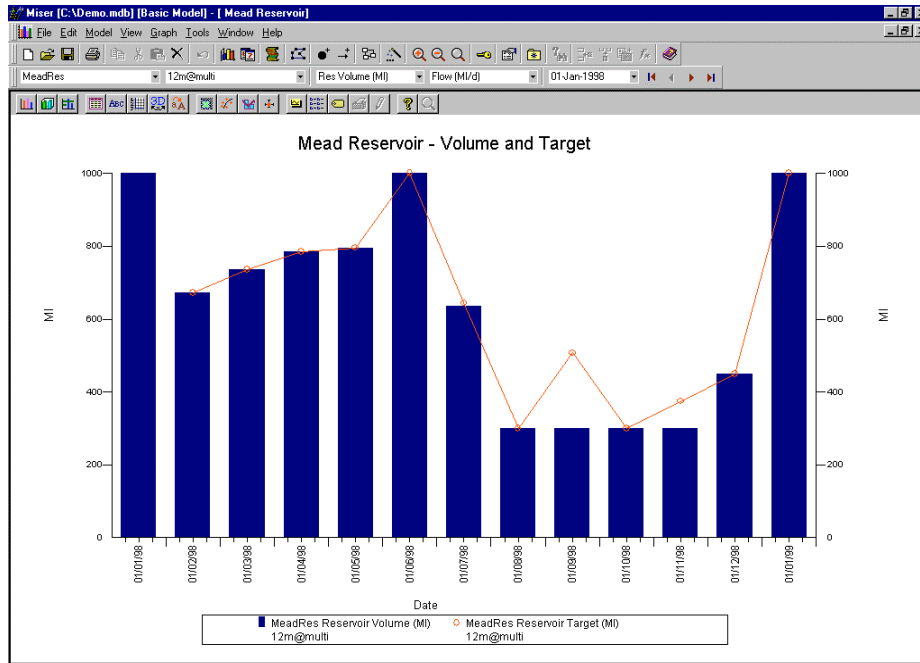 Miser [C:\Demo.mdb] [Basic Model] - [ Mead Reservoir]
File Edit Model View Graph Tools Window Help
MeadRes 12m@multi Res Volume (Ml) Flow (Ml/d) 01-Jan-1998
ABC 3D
Mead Reservoir - Volume and Target
1000 1000
800 800
Ml Ml
600 600
400 400
200 200
0 0
01/01/98 01/02/98 01/03/98 01/04/98 01/05/98 01/06/98 01/07/98 01/08/98 01/09/98 01/10/98 01/11/98 01/12/98 01/01/99
Date
MeadRes Reservoir Volume (Ml) MeadRes Reservoir Target (Ml)
12m@multi 12m@multi